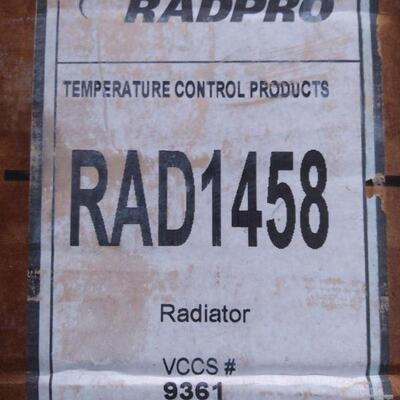 RADPRO
TEMPERATURE CONTROL PRODUCTS
RAD1458
Radiator
VCCS #
9361